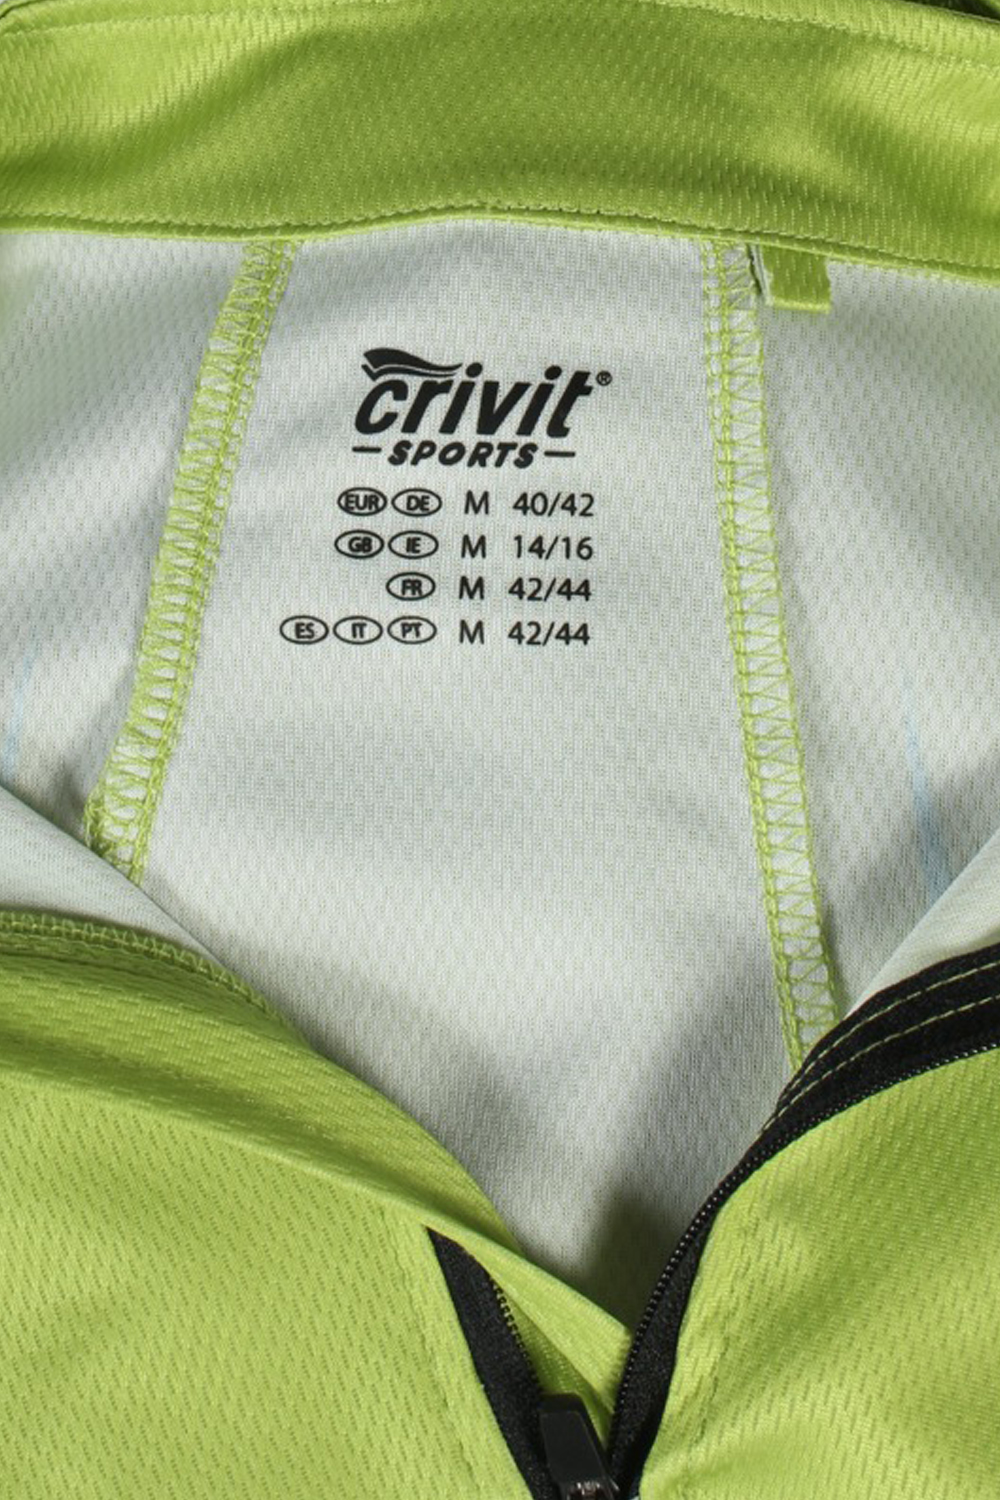 crivit®
SPORTS
EUR DE M 40/42
GB IE M 14/16
FR M 42/44
ES IT PT M 42/44